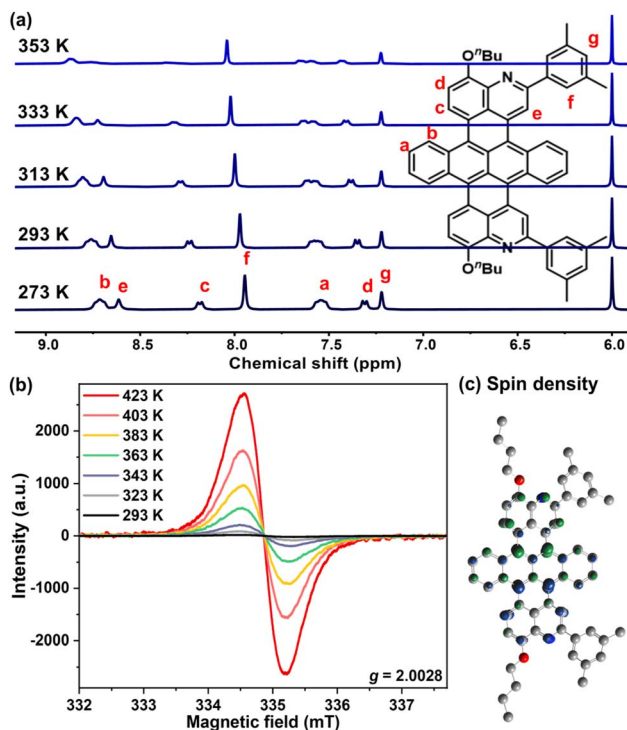 (a)
353 K
333 K
313 K
293 K
273 K
b
e
c
f
a
d
g
OⁿBu
N
g
d
c
e
f
b
a
N
OⁿBu
9.0 8.5 8.0 7.5 7.0 6.5 6.0
Chemical shift (ppm)
(b)
423 K
403 K
383 K
363 K
343 K
323 K
293 K
2000
1000
0
-1000
-2000
Intensity (a.u.)
g = 2.0028
332 333 334 335 336 337
Magnetic field (mT)
(c) Spin density